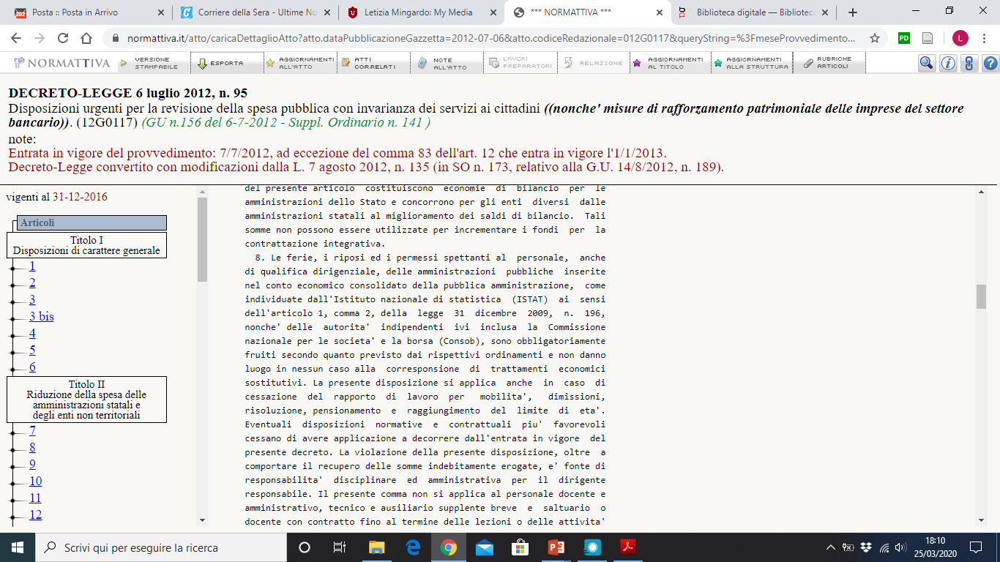 Posta :: Posta in Arrivo
Corriere della Sera - Ultime No
Letizia Mingardo: My Media
*** NORMATTIVA ***
Biblioteca digitale — Bibliotec
normattiva.it/atto/caricaDettaglioAtto?atto.dataPubblicazioneGazzetta=2012-07-06&atto.codiceRedazionale=012G0117&queryString=%3FmeseProvvedimento...
PD
L
NORMATTIVA
VERSIONE STAMPABILE
ESPORTA
AGGIORNAMENTI ALL'ATTO
ATTI CORRELATI
NOTE ALL'ATTO
LAVORI PREPARATORI
RELAZIONE
AGGIORNAMENTI AL TITOLO
AGGIORNAMENTI ALLA STRUTTURA
RUBRICHE ARTICOLI
DECRETO-LEGGE 6 luglio 2012, n. 95
Disposizioni urgenti per la revisione della spesa pubblica con invarianza dei servizi ai cittadini ((nonche' misure di rafforzamento patrimoniale delle imprese del settore
bancario)). (12G0117) (GU n.156 del 6-7-2012 - Suppl. Ordinario n. 141 )
note:
Entrata in vigore del provvedimento: 7/7/2012, ad eccezione del comma 83 dell'art. 12 che entra in vigore l'1/1/2013.
Decreto-Legge convertito con modificazioni dalla L. 7 agosto 2012, n. 135 (in SO n. 173, relativo alla G.U. 14/8/2012, n. 189).
vigenti al 31-12-2016
Articoli
Titolo I
Disposizioni di carattere generale
1
2
3
3 bis
4
5
6
Titolo II
Riduzione della spesa delle
amministrazioni statali e
degli enti non territoriali
7
8
9
10
11
12
del presente articolo costituiscono economie di bilancio per le
amministrazioni dello Stato e concorrono per gli enti diversi dalle
amministrazioni statali al miglioramento dei saldi di bilancio. Tali
somme non possono essere utilizzate per incrementare i fondi per la
contrattazione integrativa.
8. Le ferie, i riposi ed i permessi spettanti al personale, anche
di qualifica dirigenziale, delle amministrazioni pubbliche inserite
nel conto economico consolidato della pubblica amministrazione, come
individuate dall'Istituto nazionale di statistica (ISTAT) ai sensi
dell'articolo 1, comma 2, della legge 31 dicembre 2009, n. 196,
nonche' delle autorita' indipendenti ivi inclusa la Commissione
nazionale per le societa' e la borsa (Consob), sono obbligatoriamente
fruiti secondo quanto previsto dai rispettivi ordinamenti e non danno
luogo in nessun caso alla corresponsione di trattamenti economici
sostitutivi. La presente disposizione si applica anche in caso di
cessazione del rapporto di lavoro per mobilita', dimissioni,
risoluzione, pensionamento e raggiungimento del limite di eta'.
Eventuali disposizioni normative e contrattuali piu' favorevoli
cessano di avere applicazione a decorrere dall'entrata in vigore del
presente decreto. La violazione della presente disposizione, oltre a
comportare il recupero delle somme indebitamente erogate, e' fonte di
responsabilita' disciplinare ed amministrativa per il dirigente
responsabile. Il presente comma non si applica al personale docente e
amministrativo, tecnico e ausiliario supplente breve e saltuario o
docente con contratto fino al termine delle lezioni o delle attivita'
Scrivi qui per eseguire la ricerca
18:10
25/03/2020